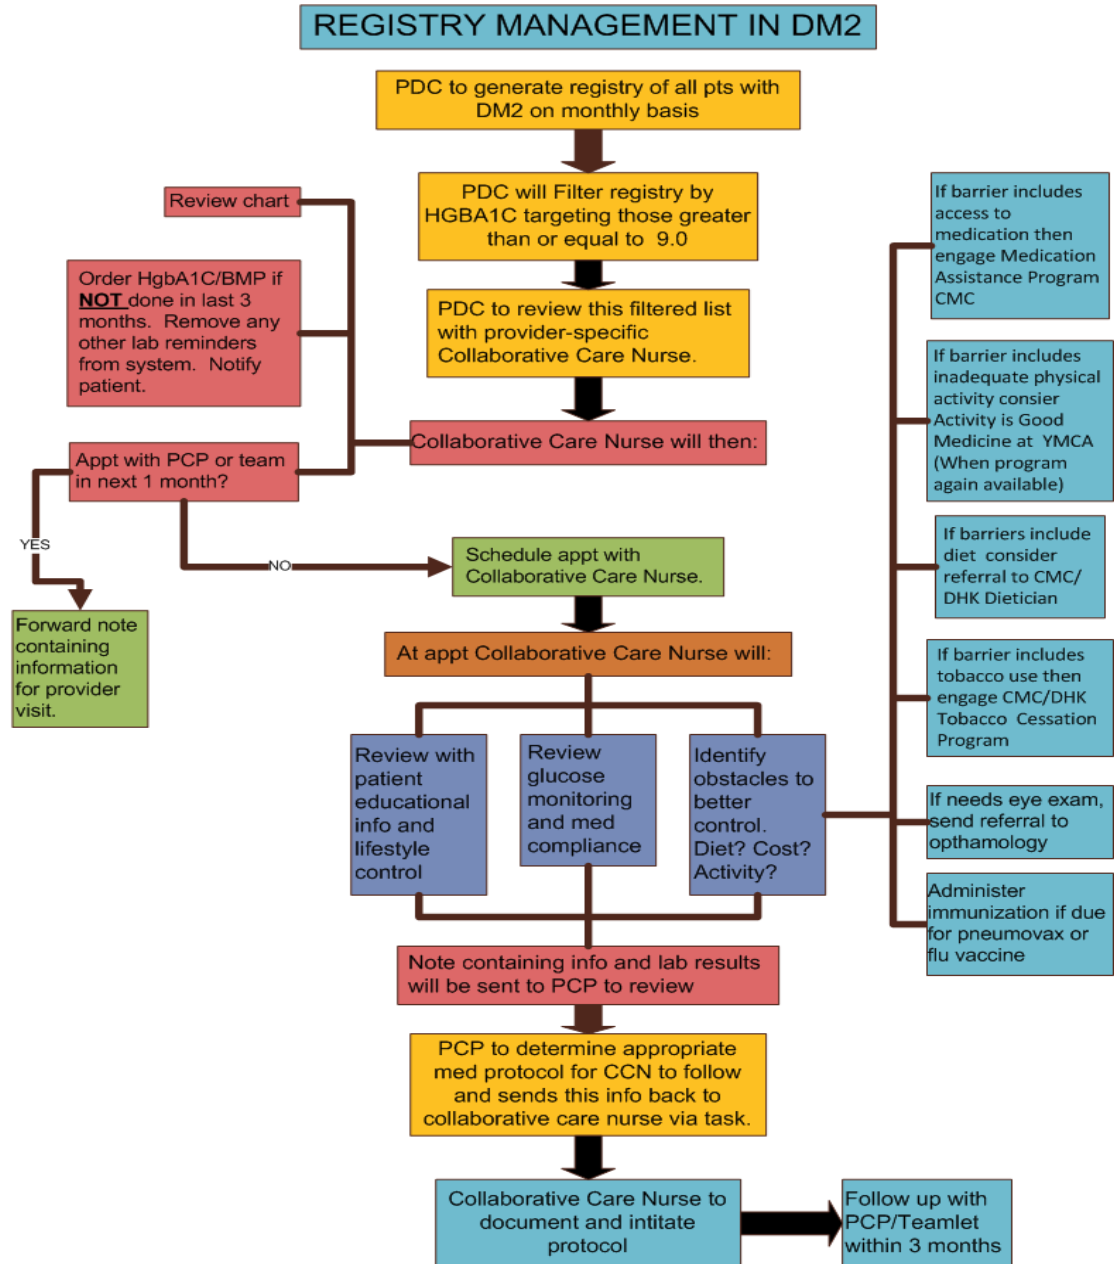 REGISTRY MANAGEMENT IN DM2
PDC to generate registry of all pts with
DM2 on monthly basis
PDC will Filter registry by
HGBA1C targeting those greater
than or equal to 9.0
PDC to review this filtered list
with provider-specific
Collaborative Care Nurse.
Collaborative Care Nurse will then:
Review chart
Order HgbA1C/BMP if
NOT done in last 3
months. Remove any
other lab reminders
from system. Notify
patient.
Appt with PCP or team
in next 1 month?
YES
NO
Forward note
containing
information
for provider
visit.
Schedule appt with
Collaborative Care Nurse.
At appt Collaborative Care Nurse will:
Review with
patient
educational
info and
lifestyle
control
Review
glucose
monitoring
and med
compliance
Identify
obstacles to
better
control.
Diet? Cost?
Activity?
If barrier includes
access to
medication then
engage Medication
Assistance Program
CMC
If barrier includes
inadequate physical
activity consier
Activity is Good
Medicine at YMCA
(When program
again available)
If barriers include
diet consider
referral to CMC/
DHK Dietician
If barrier includes
tobacco use then
engage CMC/DHK
Tobacco Cessation
Program
If needs eye exam,
send referral to
opthamology
Administer
immunization if due
for pneumovax or
flu vaccine
Note containing info and lab results
will be sent to PCP to review
PCP to determine appropriate
med protocol for CCN to follow
and sends this info back to
collaborative care nurse via task.
Collaborative Care Nurse to
document and intitate
protocol
Follow up with
PCP/Teamlet
within 3 months